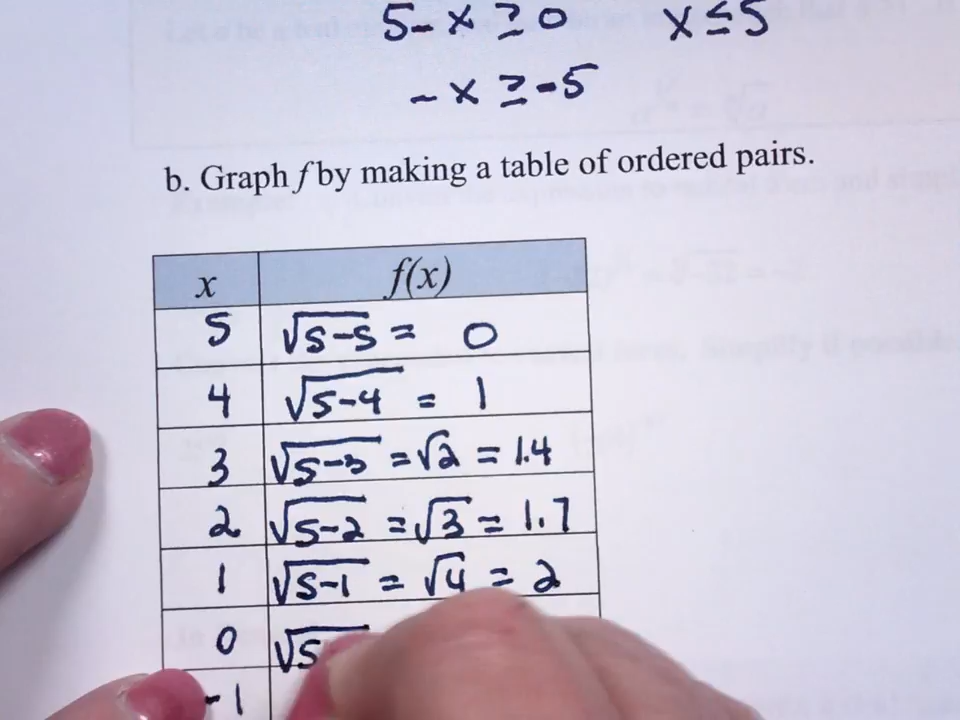 5 - x ≥ 0 x ≤ 5
- x ≥ -5
b. Graph f by making a table of ordered pairs.
x f(x)
5 √5-5 = 0
4 √5-4 = 1
3 √5-3 = √2 = 1.4
2 √5-2 = √3 = 1.7
1 √5-1 = √4 = 2
0 √5
-1